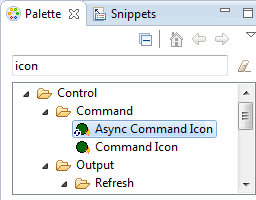 Palette Snippets
icon
Control
Command
Async Command Icon
Command Icon
Output
Refresh